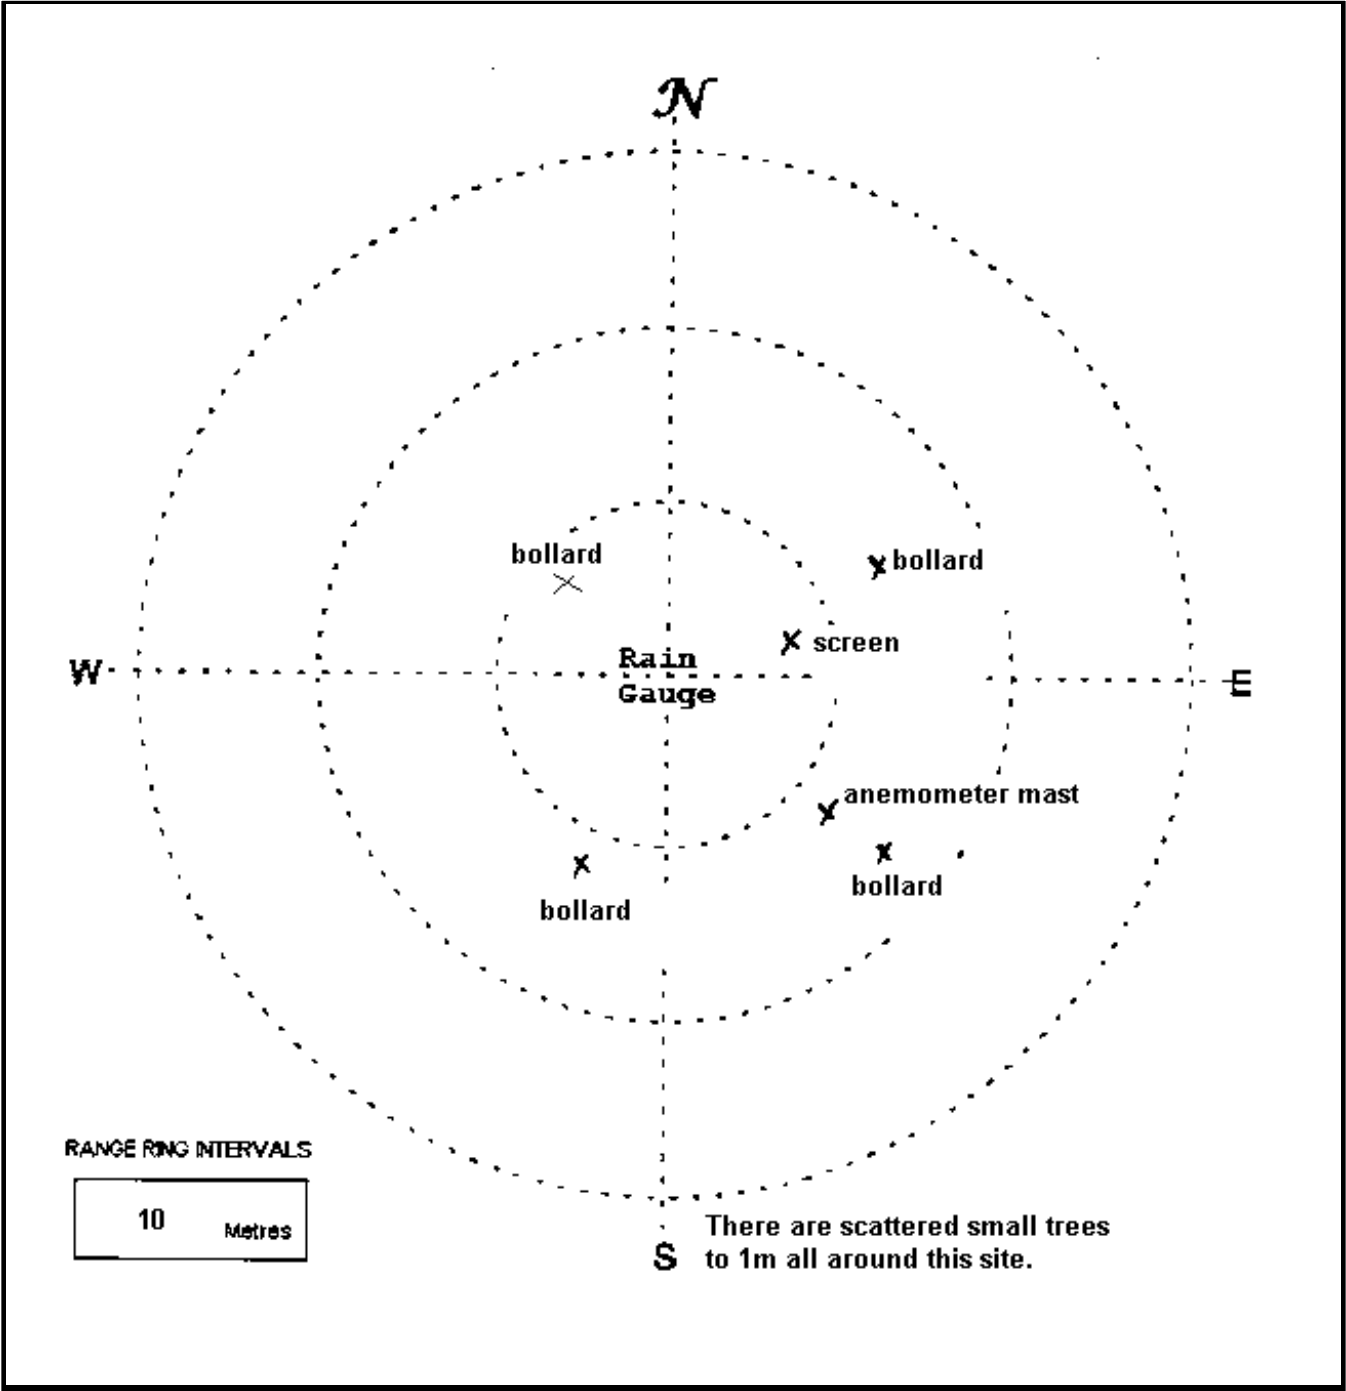 N
bollard
bollard
screen
Rain
Gauge
W
E
anemometer mast
bollard
bollard
RANGE RING INTERVALS
10 Metres
There are scattered small trees
to 1m all around this site.
S